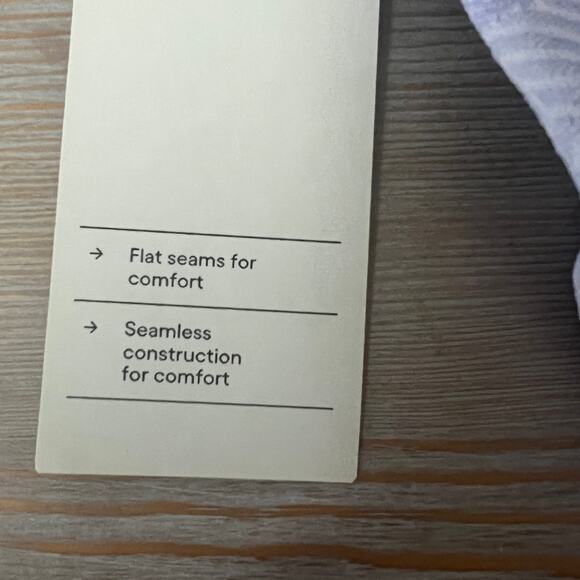 → Flat seams for
comfort
→ Seamless
construction
for comfort